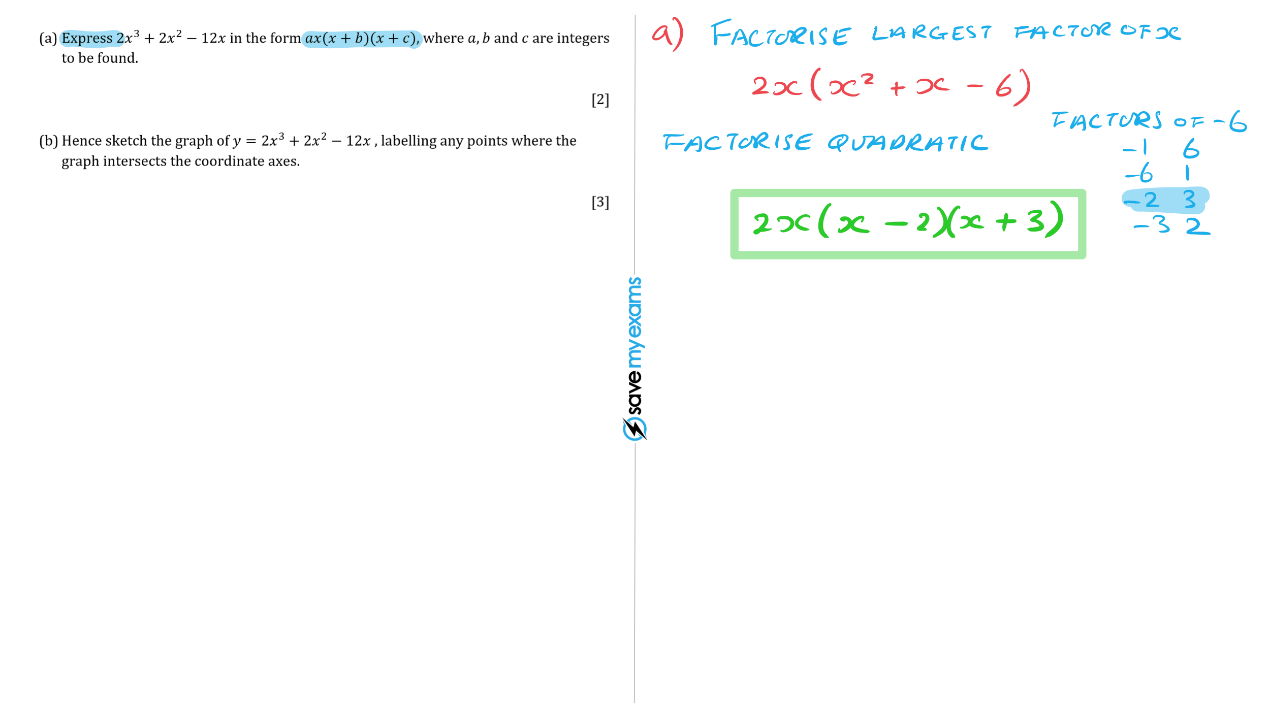 (a) Express 2x³ + 2x² − 12x in the form ax(x + b)(x + c), where a, b and c are integers
to be found.
[2]
(b) Hence sketch the graph of y = 2x³ + 2x² − 12x , labelling any points where the
graph intersects the coordinate axes.
[3]
save my exams
a) FACTORISE LARGEST FACTOR OF x
2x(x² + x − 6)
FACTORISE QUADRATIC
2x(x − 2)(x + 3)
FACTORS OF -6
-1 6
-6 1
-2 3
-3 2